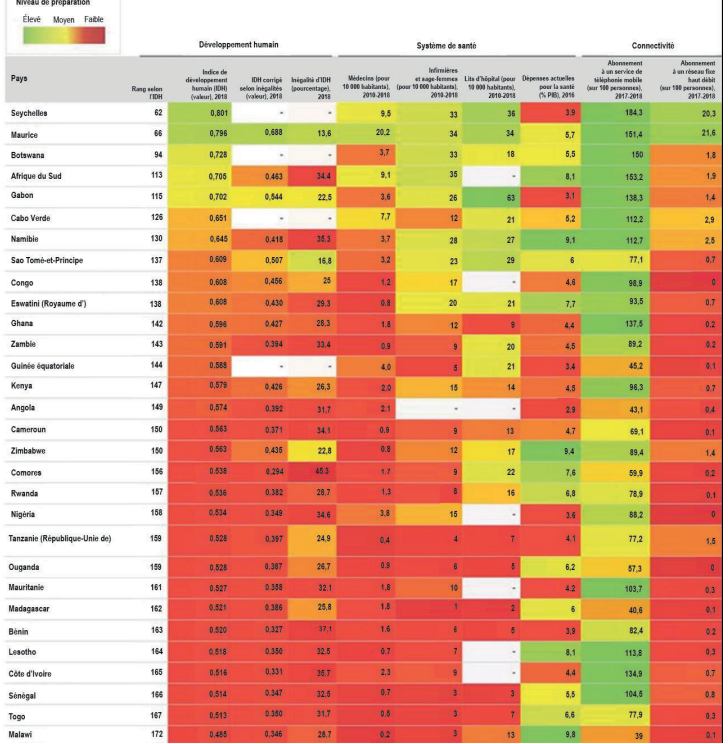 Niveau de préparation
Élevé Moyen Faible
Développement humain Système de santé Connectivité
Pays Rang selon l'IDH Indice de développement humain (IDH) (valeur), 2018 IDH corrigé selon inégalités (valeur), 2018 Inégalité d'IDH (pourcentage), 2018 Médecins (pour 10 000 habitants), 2010-2018 Infirmières et sage-femmes (pour 10 000 habitants), 2010-2018 Lits d'hôpital (pour 10 000 habitants), 2010-2018 Dépenses actuelles pour la santé (% PIB), 2016 Abonnement à un service de téléphonie mobile (sur 100 personnes), 2017-2018 Abonnement à un réseau fixe haut débit (sur 100 personnes), 2017-2018
Seychelles 62 0,801 - - 9,5 33 36 3,9 184,3 20,3
Maurice 66 0,796 0,688 13,6 20,2 34 34 5,7 151,4 21,6
Botswana 94 0,728 - - 3,7 33 18 5,5 150 1,8
Afrique du Sud 113 0,705 0,463 34,4 9,1 35 - 8,1 153,2 1,9
Gabon 115 0,702 0,544 22,5 3,6 26 63 3,1 138,3 1,4
Cabo Verde 126 0,651 - - 7,7 12 21 5,2 112,2 2,9
Namibie 130 0,645 0,418 35,3 3,7 28 27 9,1 112,7 2,5
Sao Tomé-et-Principe 137 0,609 0,507 16,8 3,2 23 29 6 77,1 0,7
Congo 138 0,608 0,456 25 1,2 17 - 4,6 98,9 0
Eswatini (Royaume d') 138 0,608 0,430 29,3 0,8 20 21 7,7 93,5 0,7
Ghana 142 0,596 0,427 28,3 1,8 12 9 4,4 137,5 0,2
Zambie 143 0,591 0,394 33,4 0,9 9 20 4,5 89,2 0,2
Guinée équatoriale 144 0,588 - - 4,0 5 21 3,4 45,2 0,1
Kenya 147 0,579 0,426 26,3 2,0 15 14 4,5 96,3 0,7
Angola 149 0,574 0,392 31,7 2,1 - - 2,9 43,1 0,4
Cameroun 150 0,563 0,371 34,1 0,9 9 13 4,7 69,1 0,1
Zimbabwe 150 0,563 0,435 22,8 0,8 12 17 9,4 89,4 1,4
Comores 156 0,538 0,294 45,3 1,7 9 22 7,6 59,9 0,2
Rwanda 157 0,536 0,382 28,7 1,3 8 16 6,8 78,9 0,1
Nigéria 158 0,534 0,349 34,6 3,8 15 - 3,6 88,2 0
Tanzanie (République-Unie de) 159 0,528 0,397 24,9 0,4 4 7 4,1 77,2 1,5
Ouganda 159 0,528 0,387 26,7 0,9 6 5 6,2 57,3 0
Mauritanie 161 0,527 0,358 32,1 1,8 10 - 4,2 103,7 0,3
Madagascar 162 0,521 0,386 25,8 1,8 1 2 6 40,6 0,1
Bénin 163 0,520 0,327 37,1 1,6 6 5 3,9 82,4 0,2
Lesotho 164 0,518 0,350 32,5 0,7 7 - 8,1 113,8 0,3
Côte d'Ivoire 165 0,516 0,331 35,7 2,3 9 - 4,4 134,9 0,7
Sénégal 166 0,514 0,347 32,5 0,7 3 3 5,5 104,5 0,8
Togo 167 0,513 0,350 31,7 0,5 3 7 6,6 77,9 0,3
Malawi 172 0,485 0,346 28,7 0,2 3 13 9,8 39 0,1